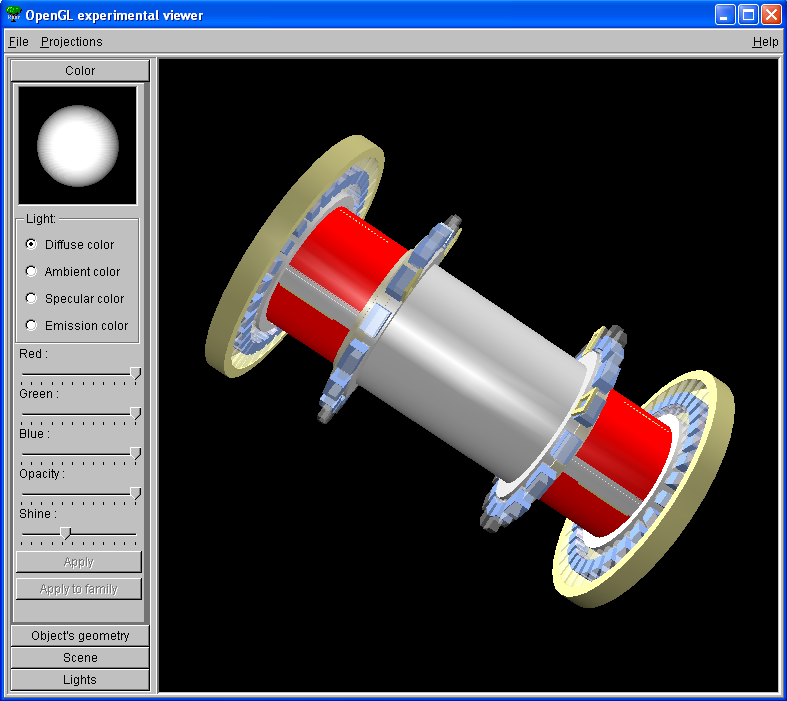 OpenGL experimental viewer
File Projections Help
Color
Light:
Diffuse color
Ambient color
Specular color
Emission color
Red :
Green :
Blue :
Opacity :
Shine :
Apply
Apply to family
Object's geometry
Scene
Lights